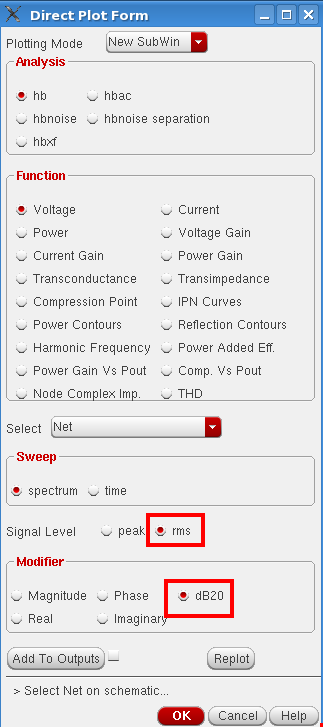 Direct Plot Form
Plotting Mode New SubWin
Analysis
hb hbac
hbnoise hbnoise separation
hbxf
Function
Voltage Current
Power Voltage Gain
Current Gain Power Gain
Transconductance Transimpedance
Compression Point IPN Curves
Power Contours Reflection Contours
Harmonic Frequency Power Added Eff.
Power Gain Vs Pout Comp. Vs Pout
Node Complex Imp. THD
Select Net
Sweep
spectrum time
Signal Level peak rms
Modifier
Magnitude Phase dB20
Real Imaginary
Add To Outputs Replot
> Select Net on schematic...
OK Cancel Help